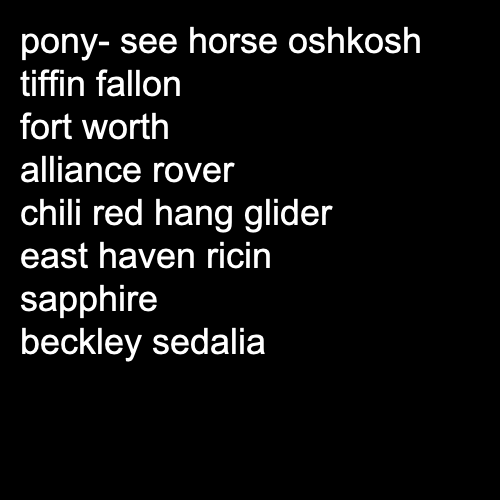 pony- see horse oshkosh
tiffin fallon
fort worth
alliance rover
chili red hang glider
east haven ricin
sapphire
beckley sedalia